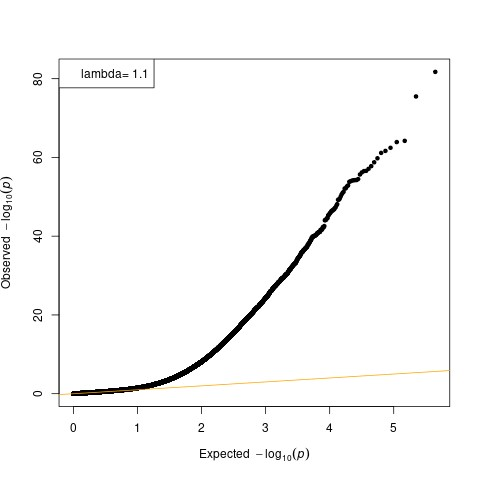 lambda= 1.1
80
60
40
20
0
Observed −log10(p)
0 1 2 3 4 5
Expected −log10(p)